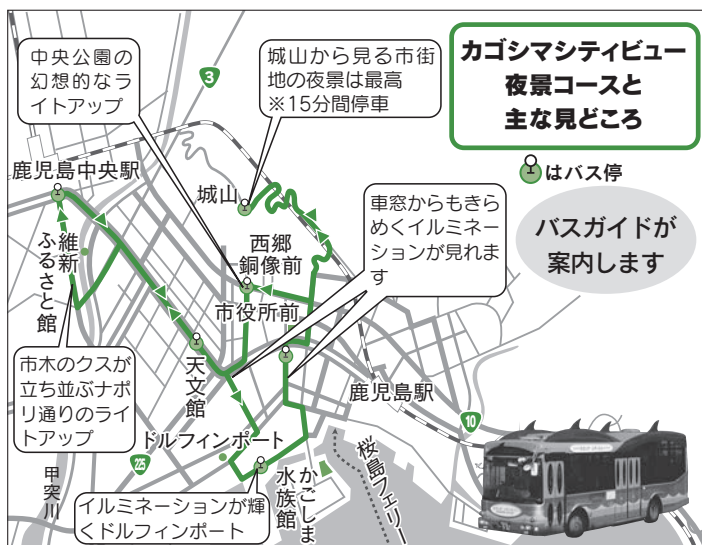 カゴシマシティビュー
夜景コースと
主な見どころ
はバス停
バスガイドが
案内します
中央公園の
幻想的なラ
イトアップ
城山から見る市街
地の夜景は最高
※15分間停車
3
鹿児島中央駅
城山
車窓からもきら
めくイルミネー
ションが見れま
す
維新
ふるさと館
西郷
銅像前
市役所前
市木のクスが
立ち並ぶナポ
リ通りのライ
トアップ
天文館
鹿児島駅
10
ドルフィンポート
225
甲突川
かごしま
水族館
桜島フェリー
イルミネーションが輝
くドルフィンポート